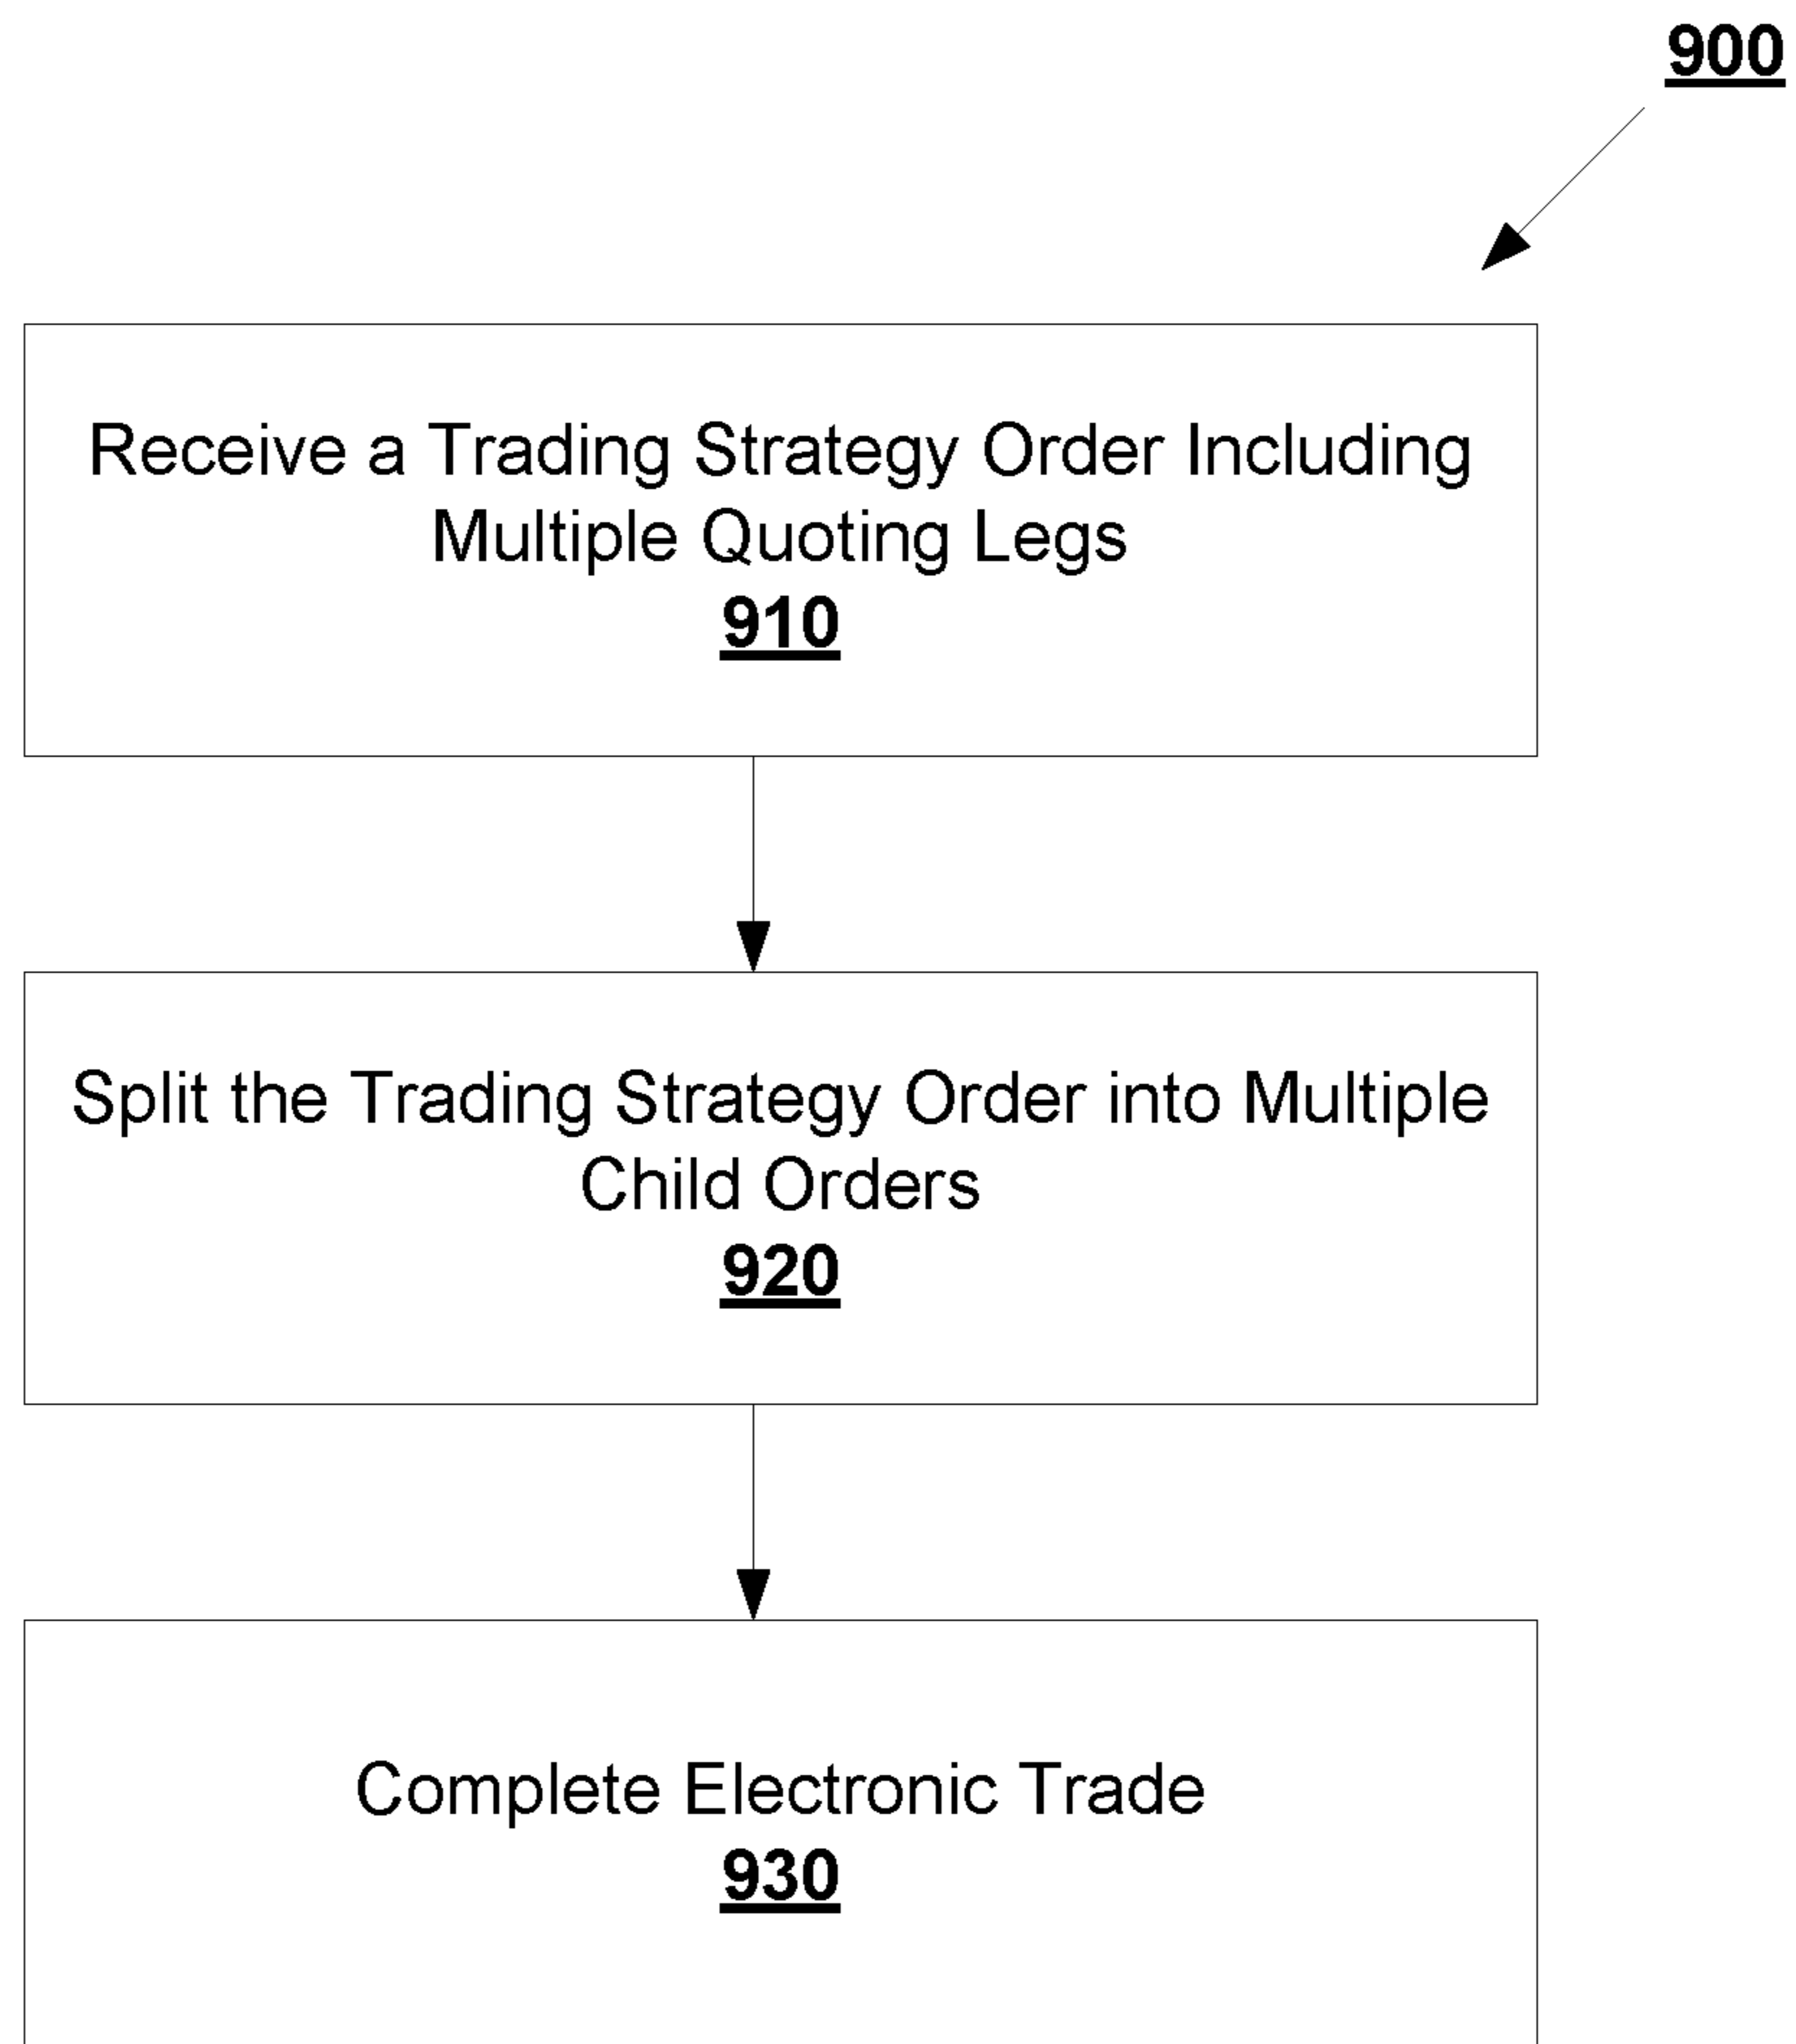 900
Receive a Trading Strategy Order Including
Multiple Quoting Legs
910
Split the Trading Strategy Order into Multiple
Child Orders
920
Complete Electronic Trade
930